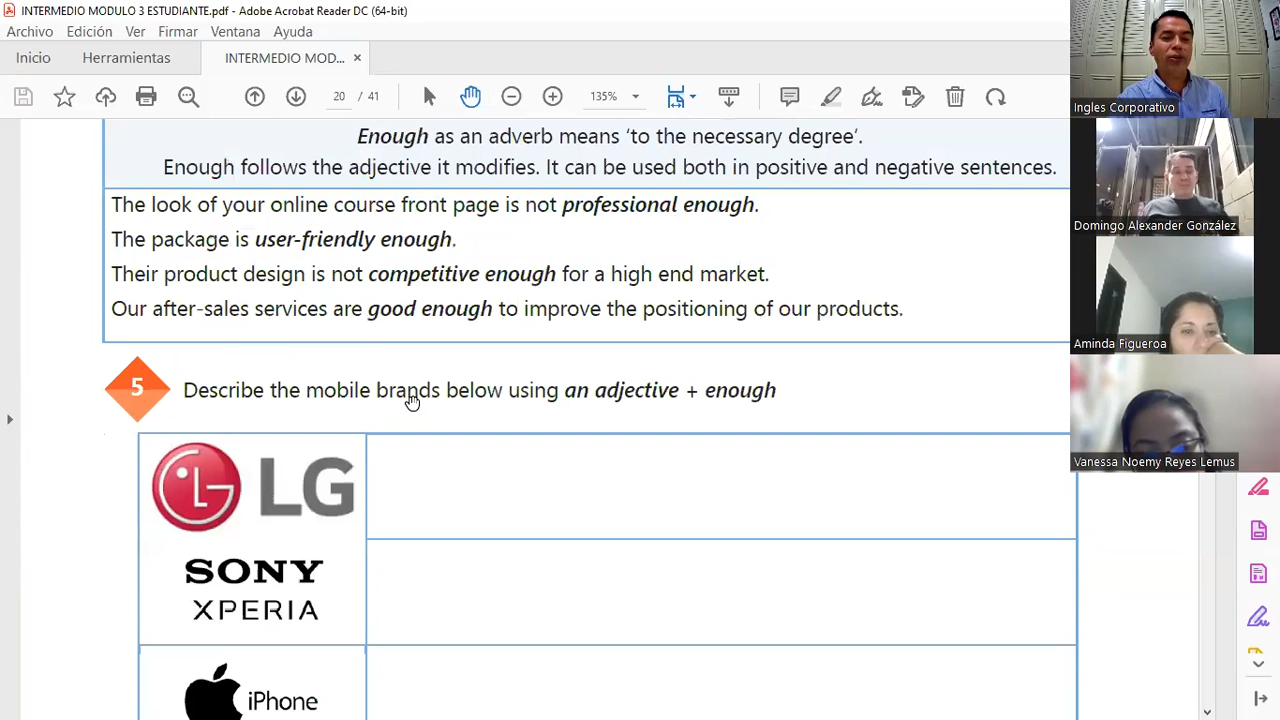 INTERMEDIO MODULO 3 ESTUDIANTE.pdf - Adobe Acrobat Reader DC (64-bit)
Archivo Edición Ver Firmar Ventana Ayuda
Inicio Herramientas INTERMEDIO MOD... ×
20 / 41 135%
Enough as an adverb means ‘to the necessary degree’.
Enough follows the adjective it modifies. It can be used both in positive and negative sentences.
The look of your online course front page is not professional enough.
The package is user-friendly enough.
Their product design is not competitive enough for a high end market.
Our after-sales services are good enough to improve the positioning of our products.
5 Describe the mobile brands below using an adjective + enough
LG
SONY
XPERIA
iPhone
Ingles Corporativo
Domingo Alexander González
Aminda Figueroa
Vanessa Noemy Reyes Lemus